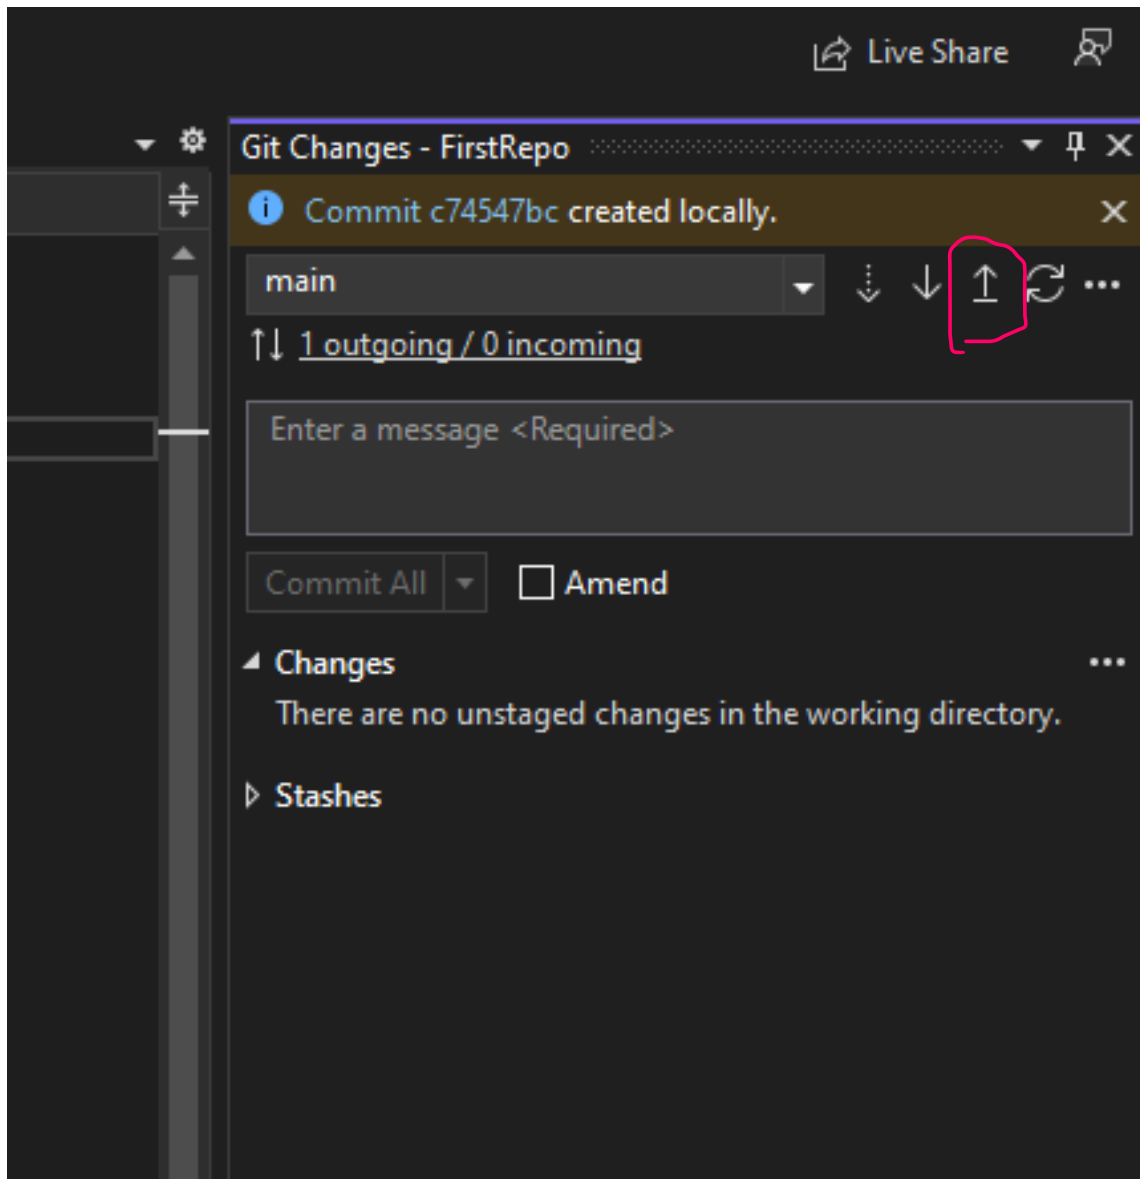 Live Share
Git Changes - FirstRepo
Commit c74547bc created locally.
main
1 outgoing / 0 incoming
Enter a message <Required>
Commit All
Amend
Changes
There are no unstaged changes in the working directory.
Stashes